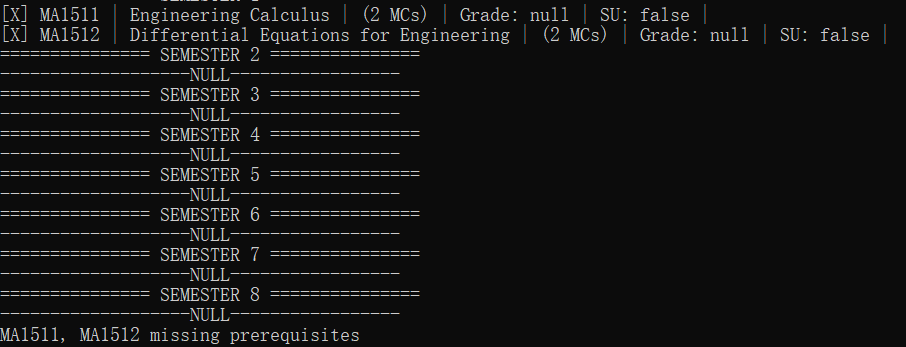 [X] MA1511 | Engineering Calculus | (2 MCs) | Grade: null | SU: false |
[X] MA1512 | Differential Equations for Engineering | (2 MCs) | Grade: null | SU: false |
=============== SEMESTER 2 ===============
-------------------NULL-----------------
=============== SEMESTER 3 ===============
-------------------NULL-----------------
=============== SEMESTER 4 ===============
-------------------NULL-----------------
=============== SEMESTER 5 ===============
-------------------NULL-----------------
=============== SEMESTER 6 ===============
-------------------NULL-----------------
=============== SEMESTER 7 ===============
-------------------NULL-----------------
=============== SEMESTER 8 ===============
-------------------NULL-----------------
MA1511, MA1512 missing prerequisites